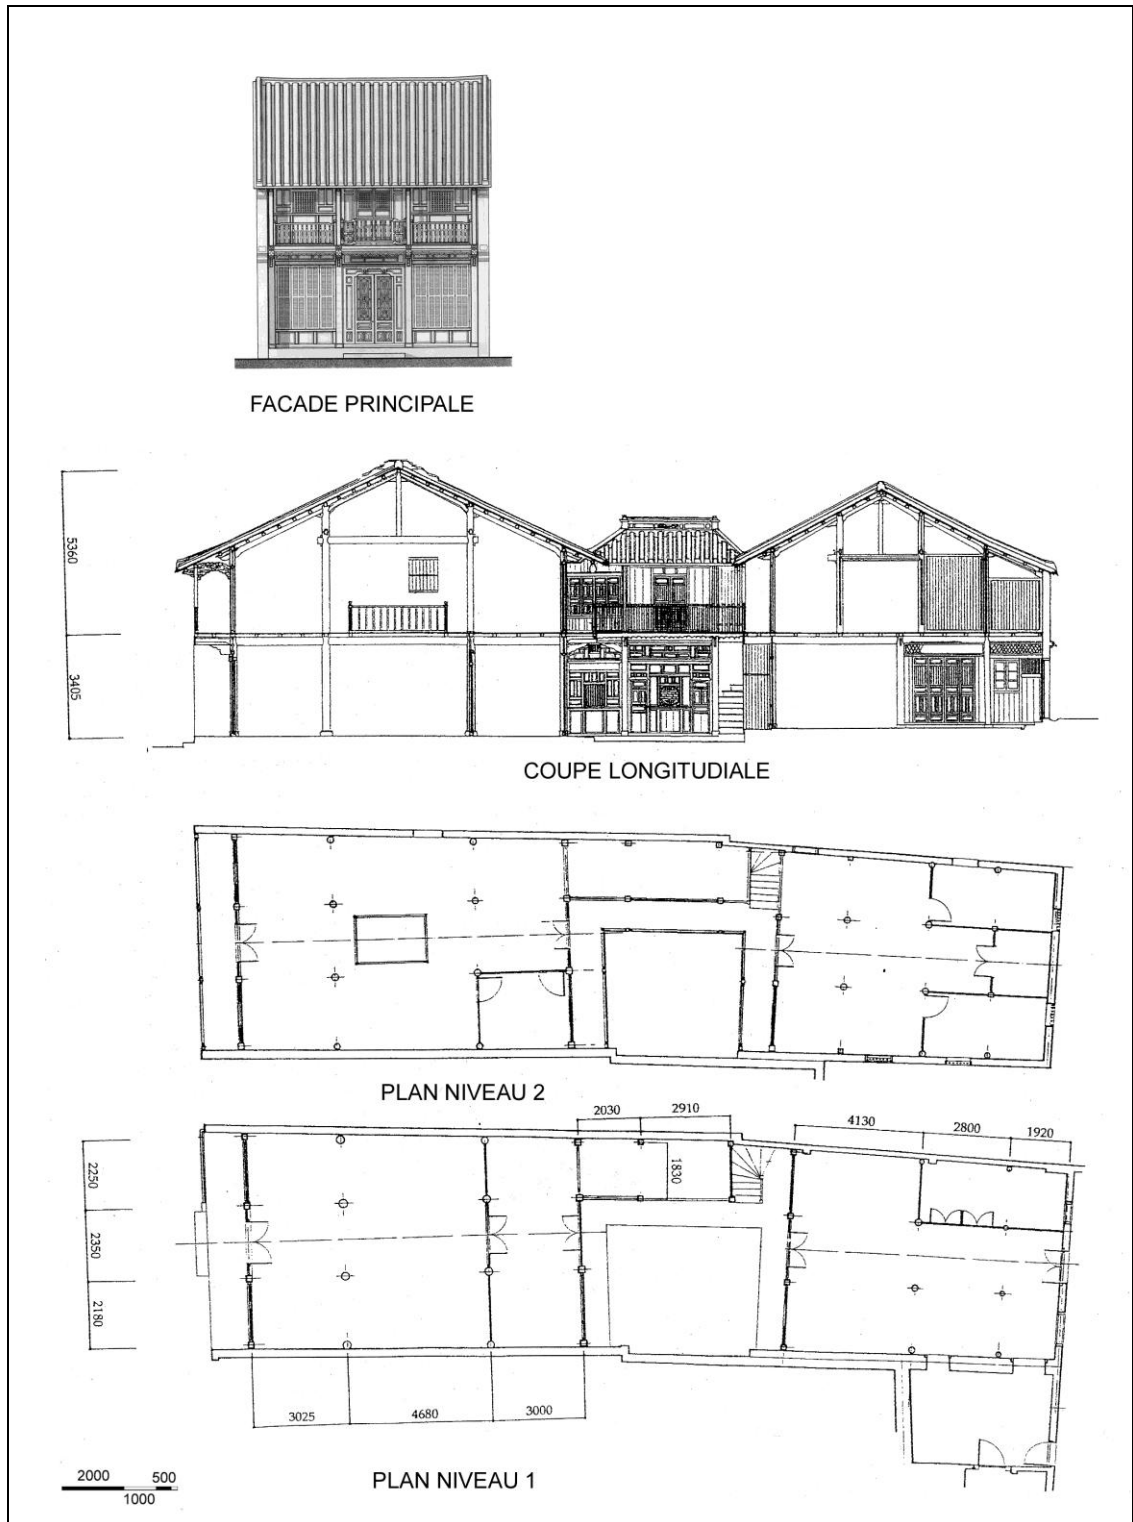 FACADE PRINCIPALE
5360
3405
COUPE LONGITUDIALE
PLAN NIVEAU 2
2030 2910
4130 2800 1920
1830
2250
2350
2180
3025 4680 3000
2000 500
1000
PLAN NIVEAU 1